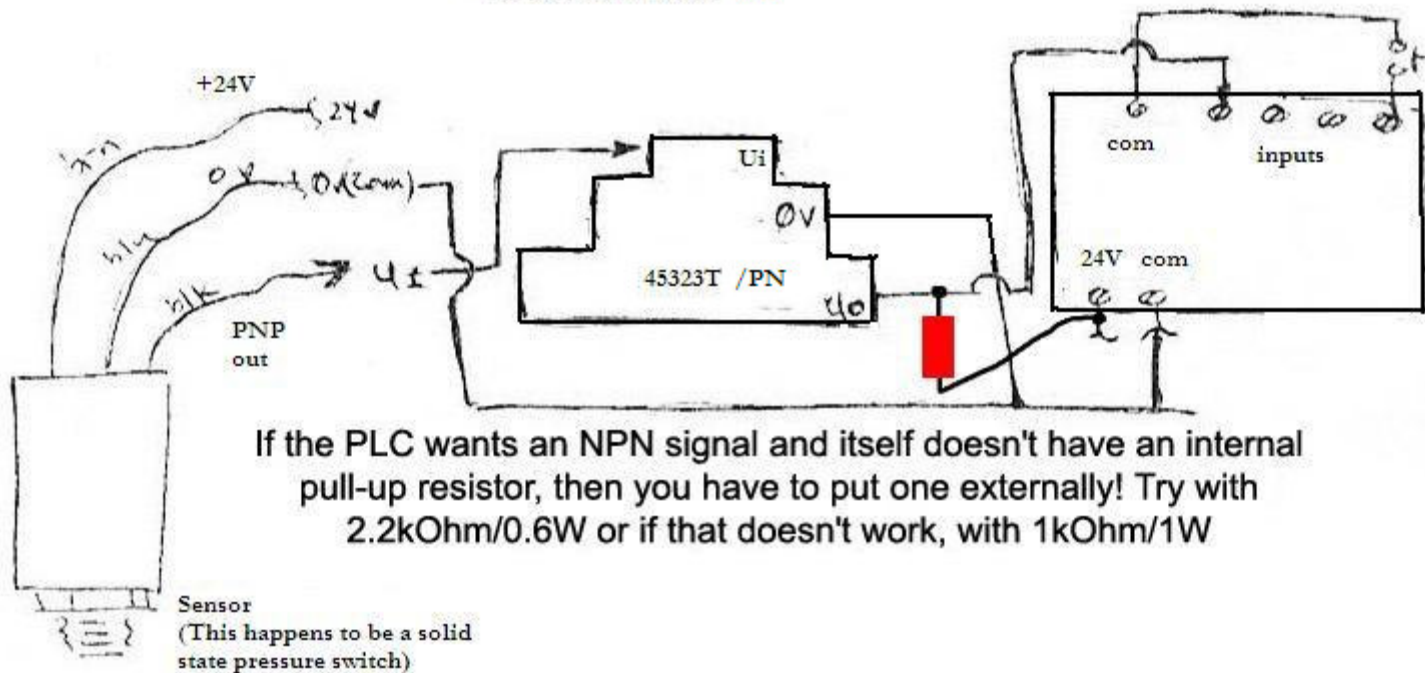 +24V
24V
0V
0V(Com)
blu
blk
PNP
out
Ui
0V
45323T /PN
Uo
com
inputs
24V com
If the PLC wants an NPN signal and itself doesn't have an internal
pull-up resistor, then you have to put one externally! Try with
2.2kOhm/0.6W or if that doesn't work, with 1kOhm/1W
Sensor
(This happens to be a solid
state pressure switch)